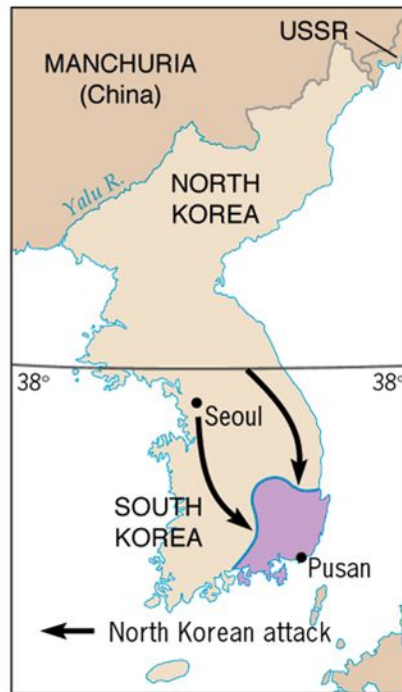 USSR
MANCHURIA
(China)
Yalu R.
NORTH
KOREA
38°
38°
Seoul
SOUTH
KOREA
Pusan
North Korean attack